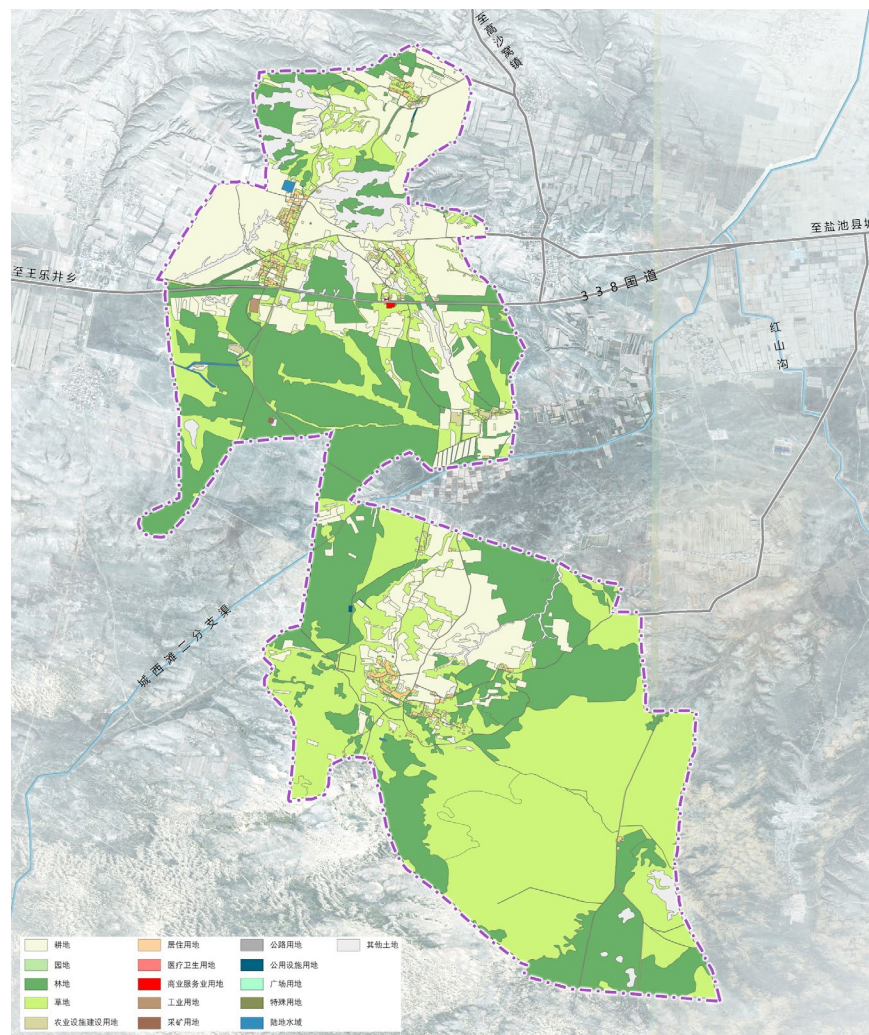 至高沙窝镇
至盐池县城
至王乐井乡
338国道
红山沟
城西滩二分支渠
耕地
居住用地
公路用地
其他土地
园地
医疗卫生用地
公用设施用地
林地
商业服务业用地
广场用地
草地
工业用地
特殊用地
农业设施建设用地
采矿用地
陆地水域